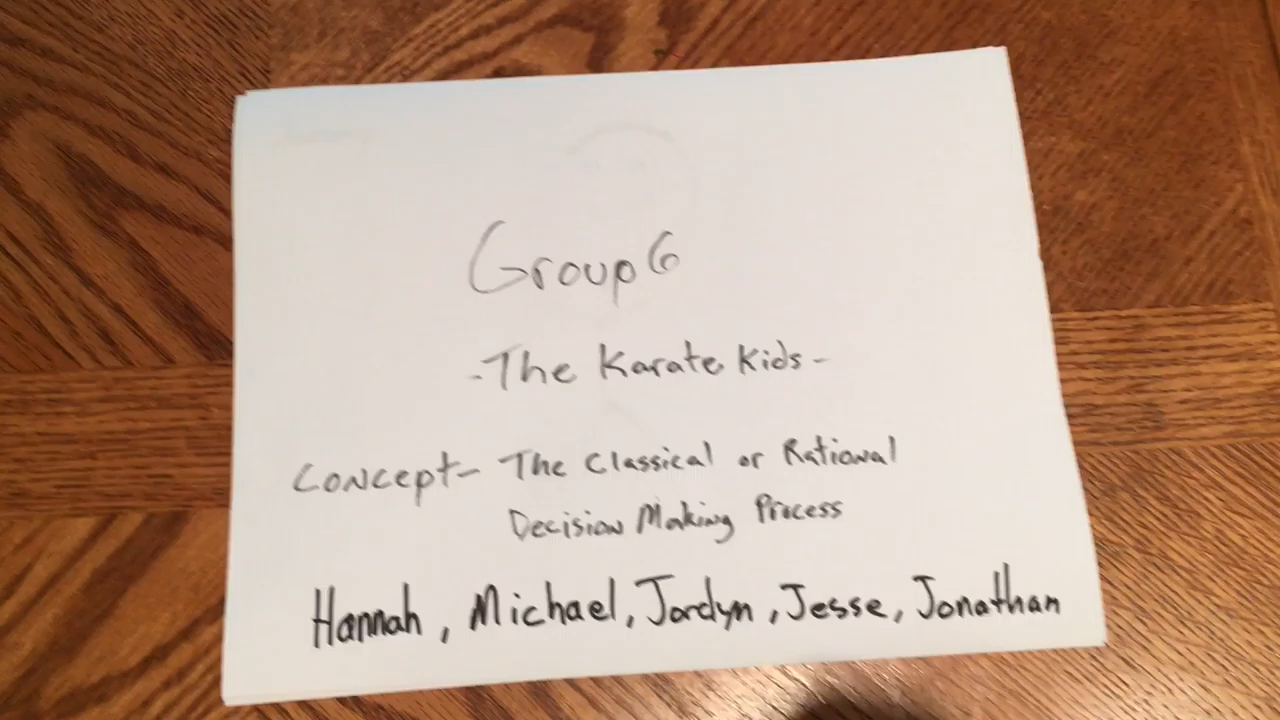 Group 6
-The Karate Kids-
Concept- The Classical or Rational
Decision Making Process
Hannah, Michael, Jordyn, Jesse, Jonathan